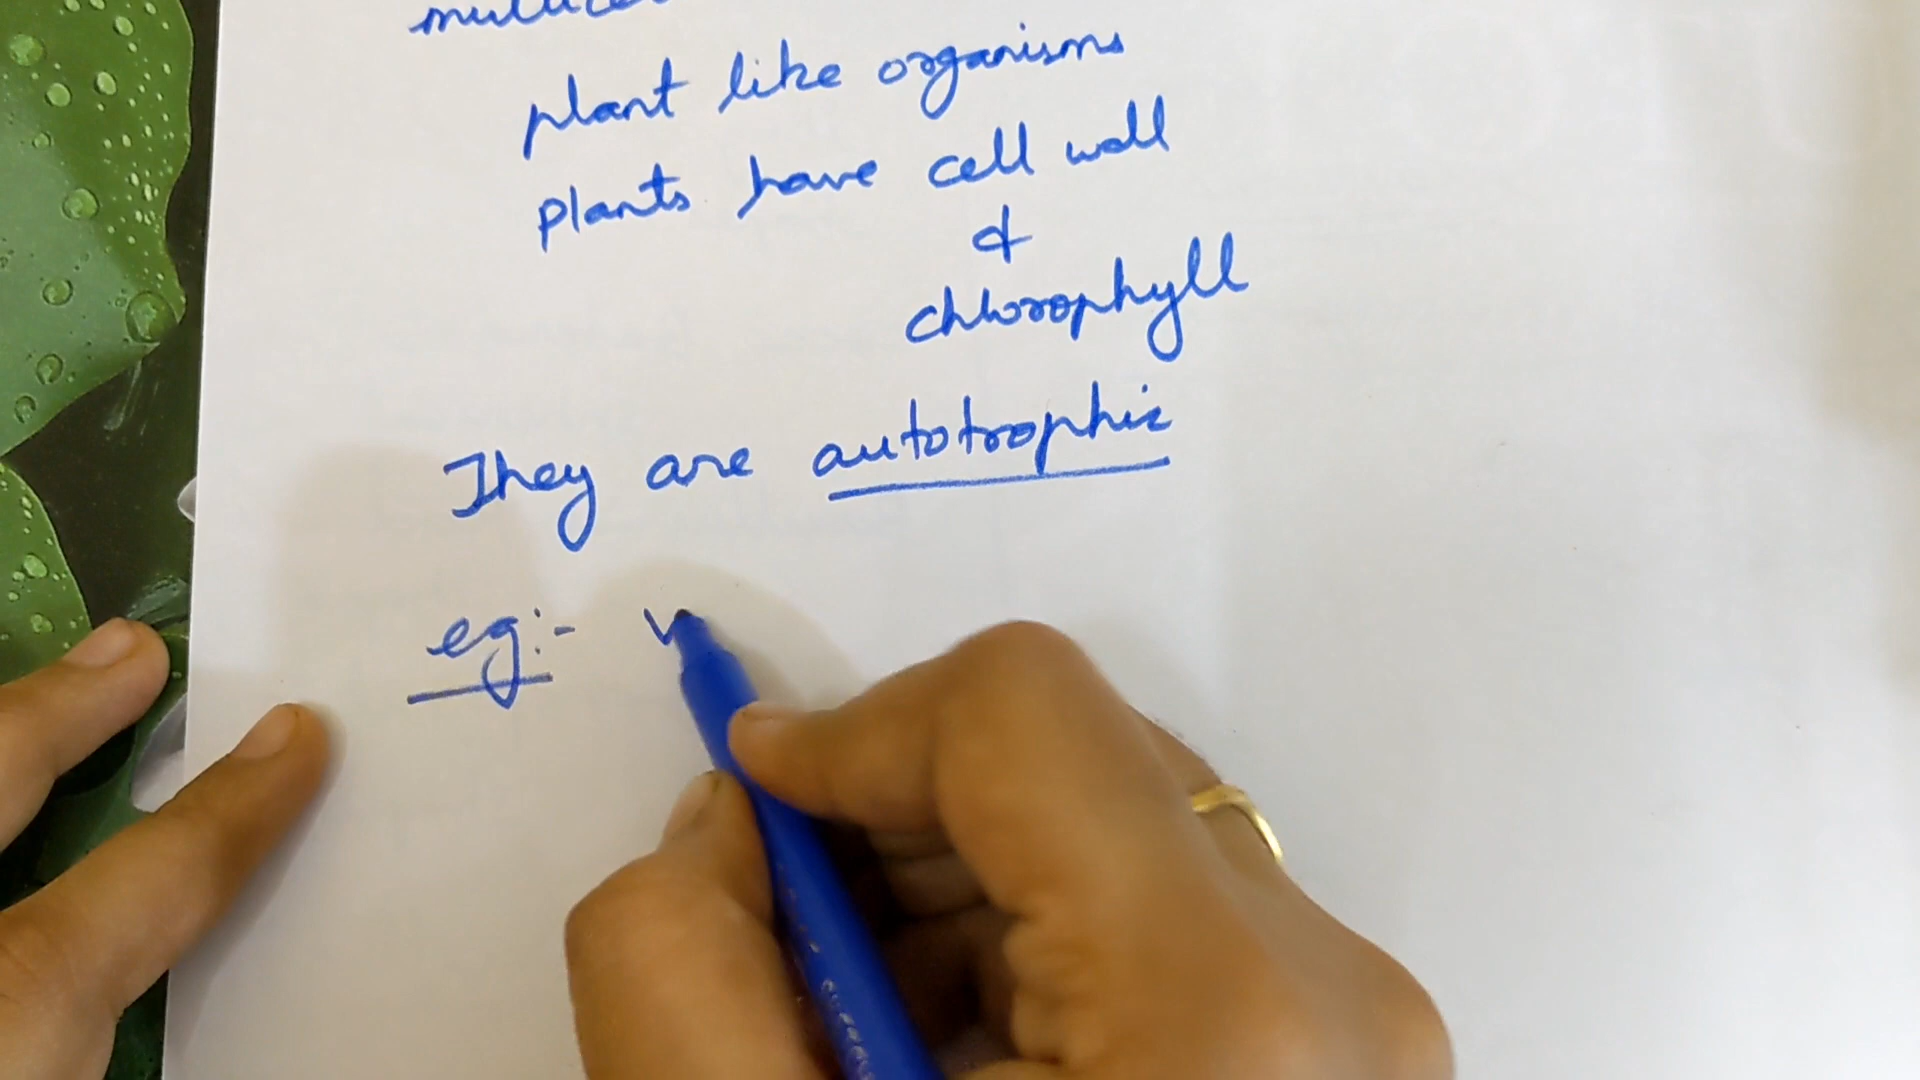 plant like organisms
plants have cell wall
&
chlorophyll
They are autotrophic
eg:-